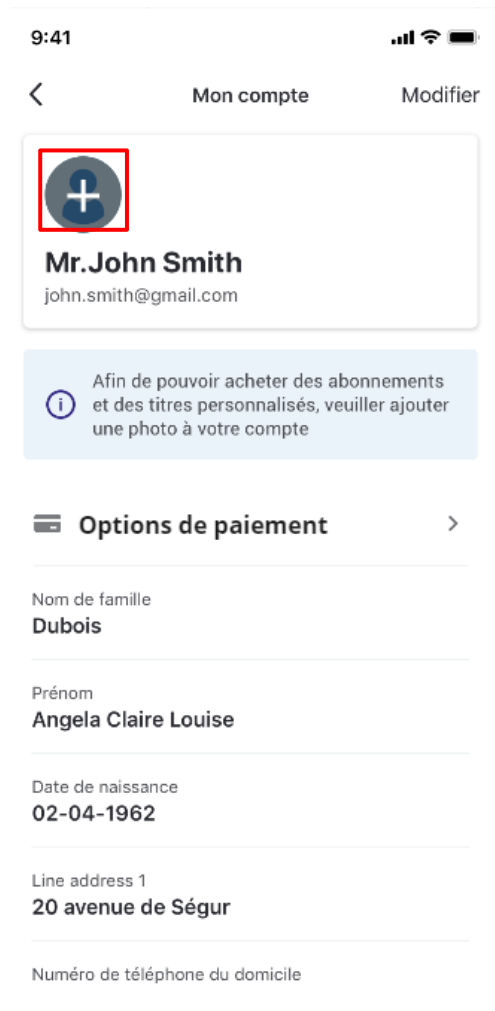 9:41
Mon compte
Modifier
Mr.John Smith
john.smith@gmail.com
Afin de pouvoir acheter des abonnements
et des titres personnalisés, veuiller ajouter
une photo à votre compte
Options de paiement
Nom de famille
Dubois
Prénom
Angela Claire Louise
Date de naissance
02-04-1962
Line address 1
20 avenue de Ségur
Numéro de téléphone du domicile